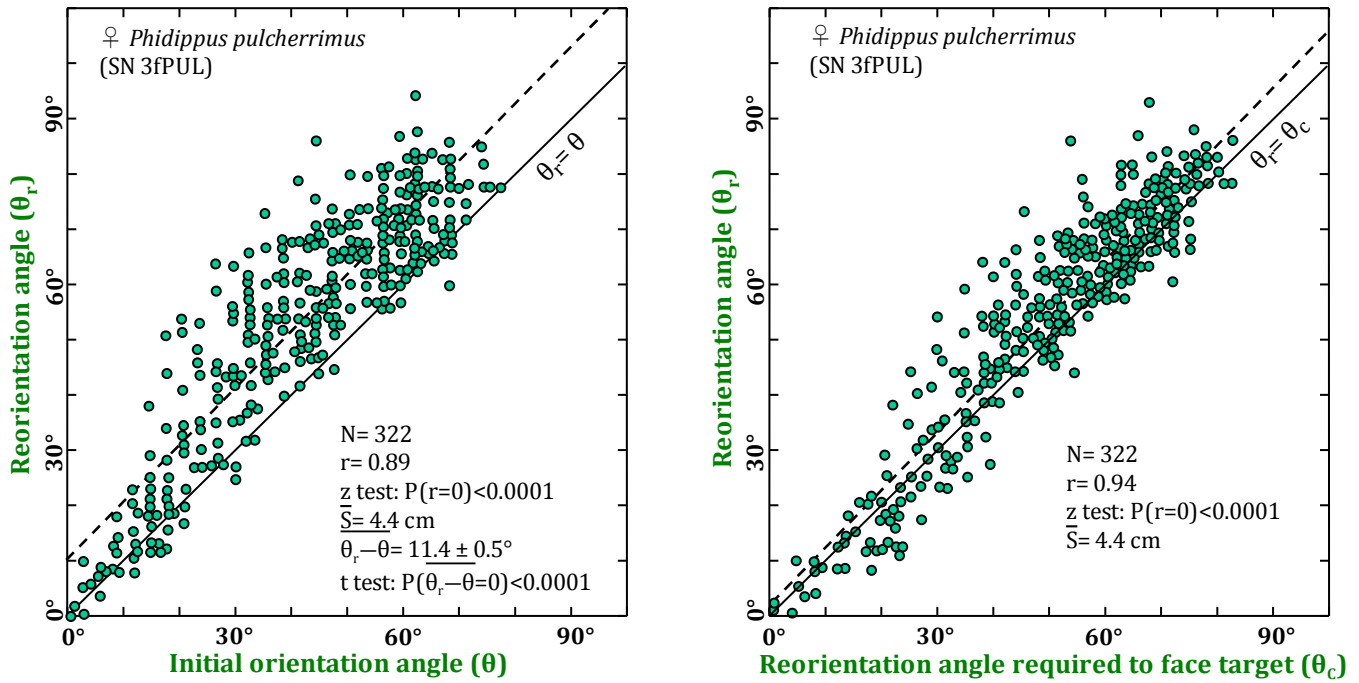 ♀ Phidippus pulcherrimus
(SN 3fPUL)
θr= θ
N= 322
r= 0.89
z test: P(r=0)<0.0001
S̅= 4.4 cm
θr−θ= 11.4 ± 0.5°
t test: P(θr−θ=0)<0.0001
Reorientation angle (θr)
0°
30°
60°
90°
0°
30°
60°
90°
Initial orientation angle (θ)
♀ Phidippus pulcherrimus
(SN 3fPUL)
θr= θc
N= 322
r= 0.94
z test: P(r=0)<0.0001
S̅= 4.4 cm
Reorientation angle (θr)
0°
30°
60°
90°
0°
30°
60°
90°
Reorientation angle required to face target (θc)